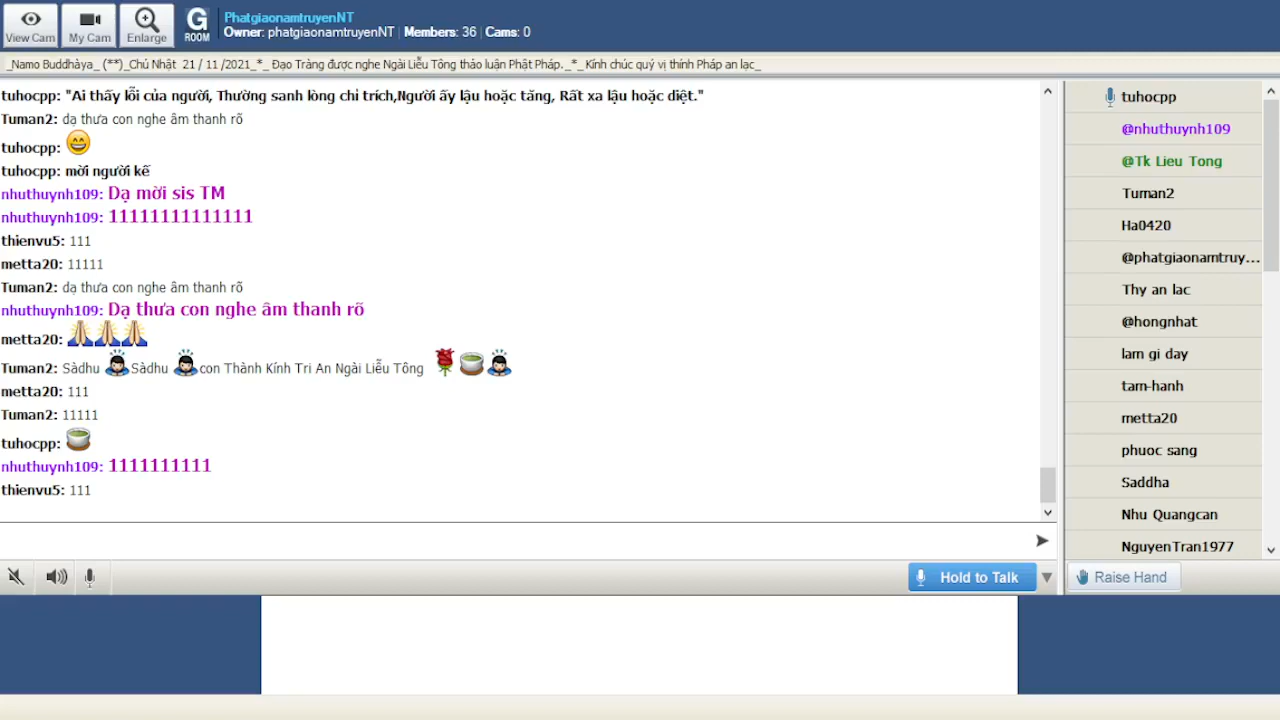 View Cam
My Cam
Enlarge
G
ROOM
PhatgiaonamtruyenNT
Owner: phatgiaonamtruyenNT | Members: 36 | Cams: 0
_Namo Buddhàya_ (**)_Chủ Nhật 21 / 11 /2021_*_ Đạo Tràng được nghe Ngài Liễu Tông thảo luận Phật Pháp._*_Kính chúc quý vị thính Pháp an lạc_
tuhocpp: "Ai thấy lỗi của người, Thường sanh lòng chỉ trích,Người ấy lậu hoặc tăng, Rất xa lậu hoặc diệt."
Tuman2: dạ thưa con nghe âm thanh rõ
tuhocpp:
tuhocpp: mời người kế
nhuthuynh109: Dạ mời sis TM
nhuthuynh109: 11111111111111
thienvu5: 111
metta20: 11111
Tuman2: dạ thưa con nghe âm thanh rõ
nhuthuynh109: Dạ thưa con nghe âm thanh rõ
metta20:
Tuman2: Sàdhu Sàdhu con Thành Kính Tri Ân Ngài Liễu Tông
metta20: 111
Tuman2: 11111
tuhocpp:
nhuthuynh109: 1111111111
thienvu5: 111
Hold to Talk
tuhocpp
@nhuthuynh109
@Tk Lieu Tong
Tuman2
Ha0420
@phatgiaonamtruy...
Thy an lac
@hongnhat
lam gi day
tam-hanh
metta20
phuoc sang
Saddha
Nhu Quangcan
NguyenTran1977
Raise Hand